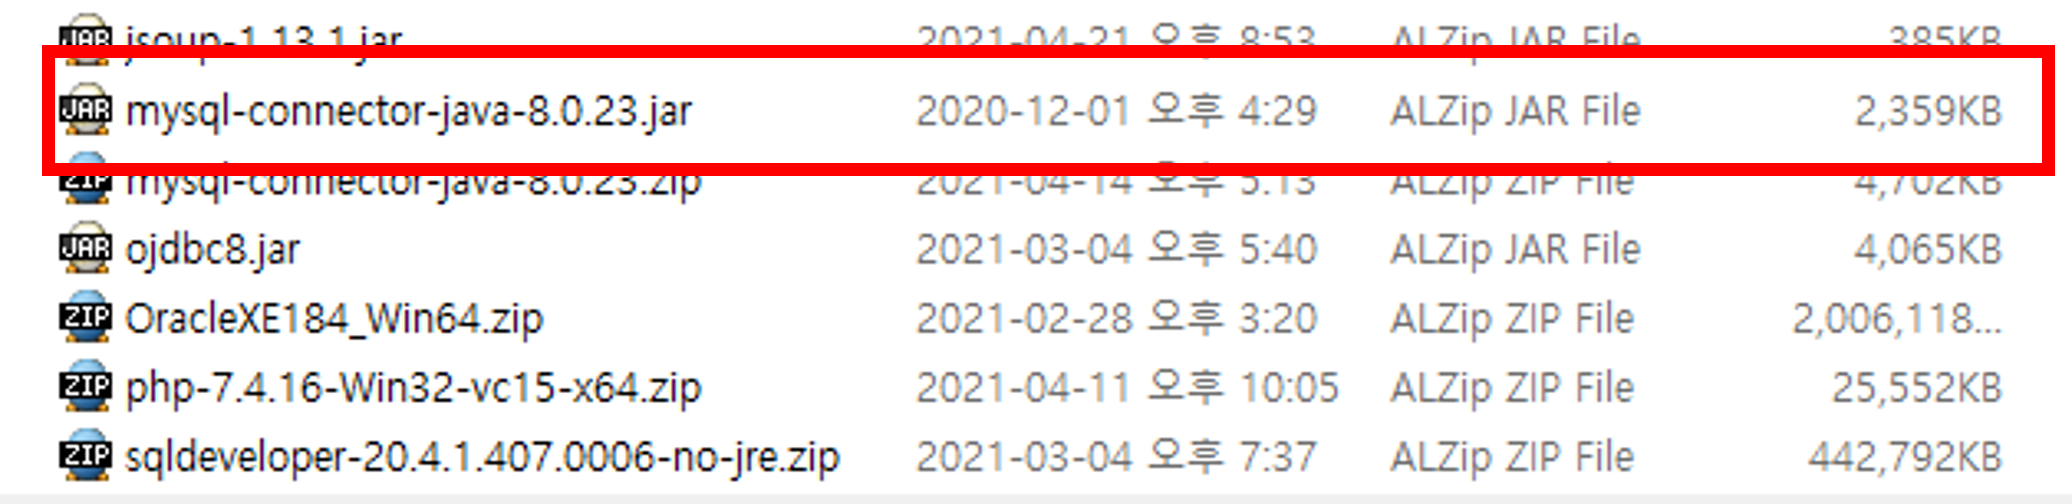 JAR jsoup-1.13.1.jar 2021-04-21 오후 8:53 ALZip JAR File 385KB
JAR mysql-connector-java-8.0.23.jar 2020-12-01 오후 4:29 ALZip JAR File 2,359KB
ZIP mysql-connector-java-8.0.23.zip 2021-04-14 오후 5:13 ALZip ZIP File 4,702KB
JAR ojdbc8.jar 2021-03-04 오후 5:40 ALZip JAR File 4,065KB
ZIP OracleXE184_Win64.zip 2021-02-28 오후 3:20 ALZip ZIP File 2,006,118...
ZIP php-7.4.16-Win32-vc15-x64.zip 2021-04-11 오후 10:05 ALZip ZIP File 25,552KB
ZIP sqldeveloper-20.4.1.407.0006-no-jre.zip 2021-03-04 오후 7:37 ALZip ZIP File 442,792KB